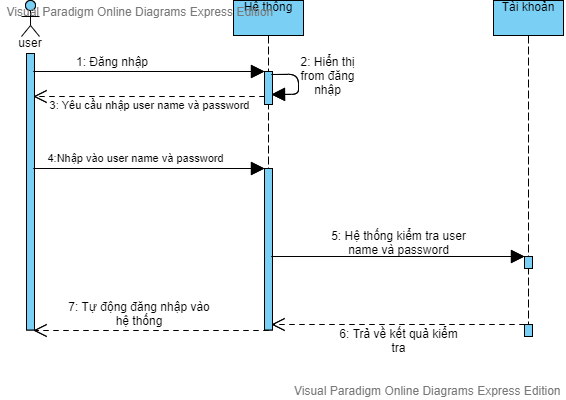 Visual Paradigm Online Diagrams Express Edition
Hệ thống
Tài khoản
user
1: Đăng nhập
2: Hiển thị
from đăng
nhập
3: Yêu cầu nhập user name và password
4:Nhập vào user name và password
5: Hệ thống kiểm tra user
name và password
7: Tự động đăng nhập vào
hệ thống
6: Trả về kết quả kiểm
tra
Visual Paradigm Online Diagrams Express Edition